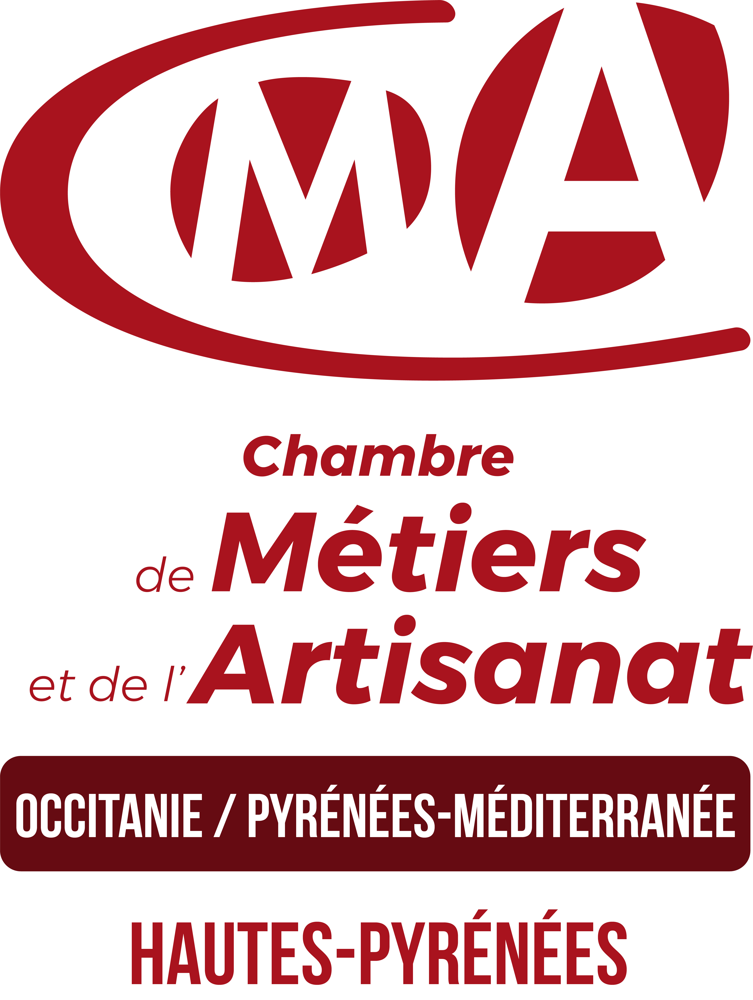 CMA
Chambre
de Métiers
et de l'Artisanat
OCCITANIE / PYRÉNÉES-MÉDITERRANÉE
HAUTES-PYRÉNÉES